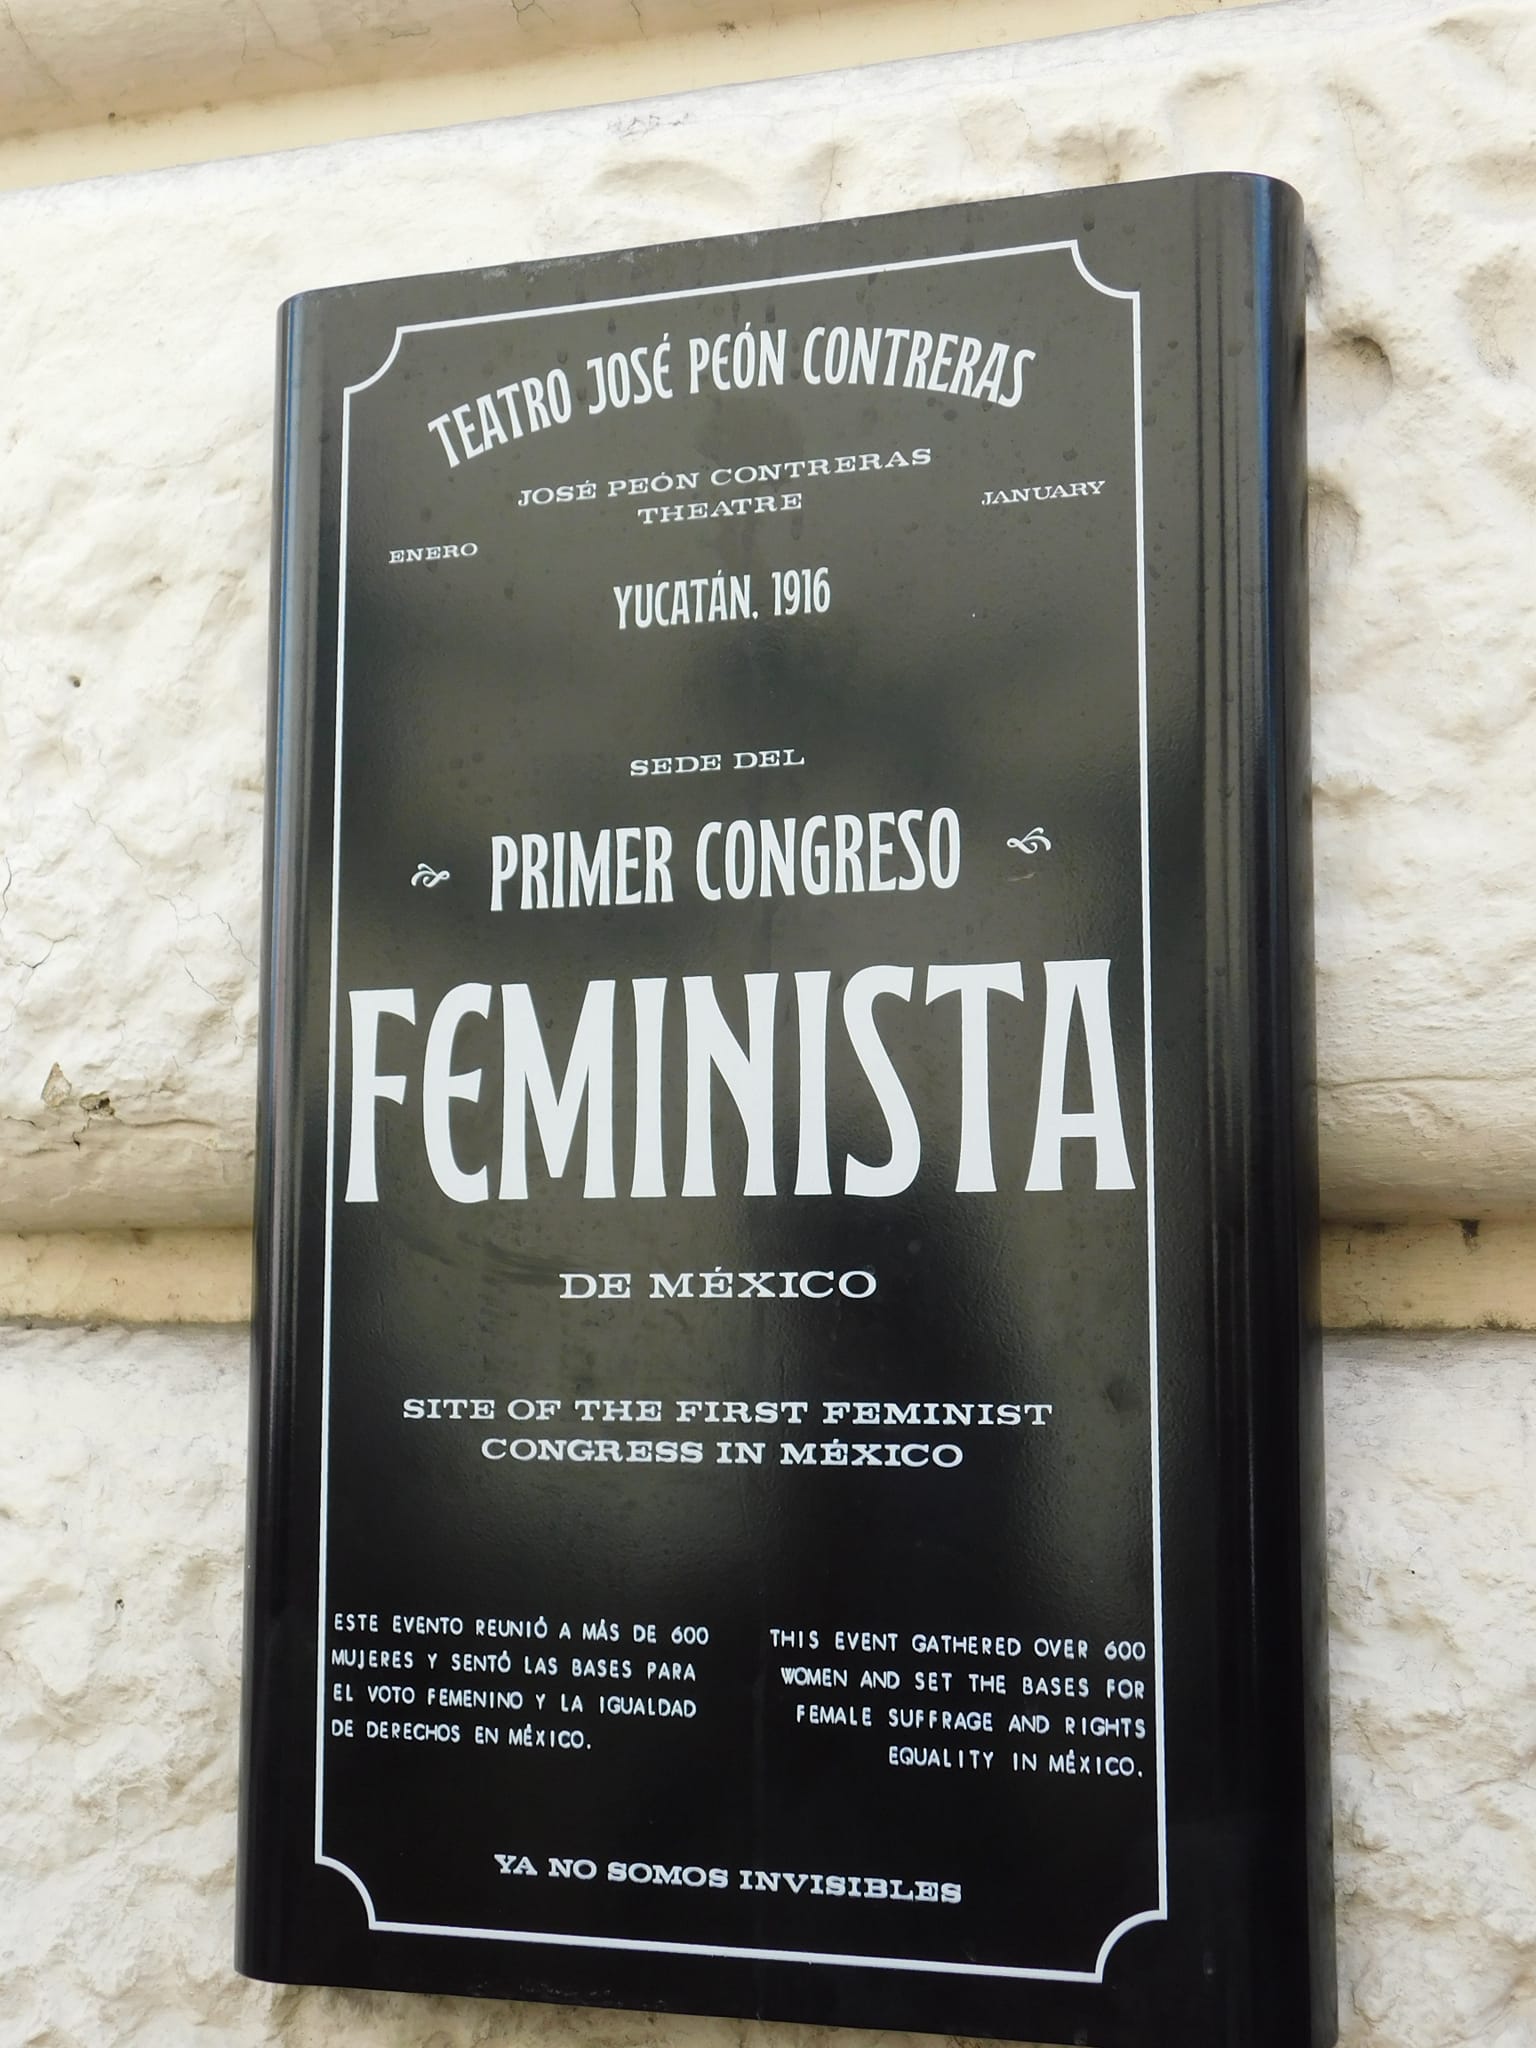 TEATRO JOSÉ PEÓN CONTRERAS
JOSÉ PEÓN CONTRERAS
THEATRE
ENERO
JANUARY
YUCATÁN, 1916
SEDE DEL
PRIMER CONGRESO
FEMINISTA
DE MÉXICO
SITE OF THE FIRST FEMINIST
CONGRESS IN MÉXICO
ESTE EVENTO REUNIÓ A MÁS DE 600
MUJERES Y SENTÓ LAS BASES PARA
EL VOTO FEMENINO Y LA IGUALDAD
DE DERECHOS EN MÉXICO.
THIS EVENT GATHERED OVER 600
WOMEN AND SET THE BASES FOR
FEMALE SUFFRAGE AND RIGHTS
EQUALITY IN MÉXICO.
YA NO SOMOS INVISIBLES